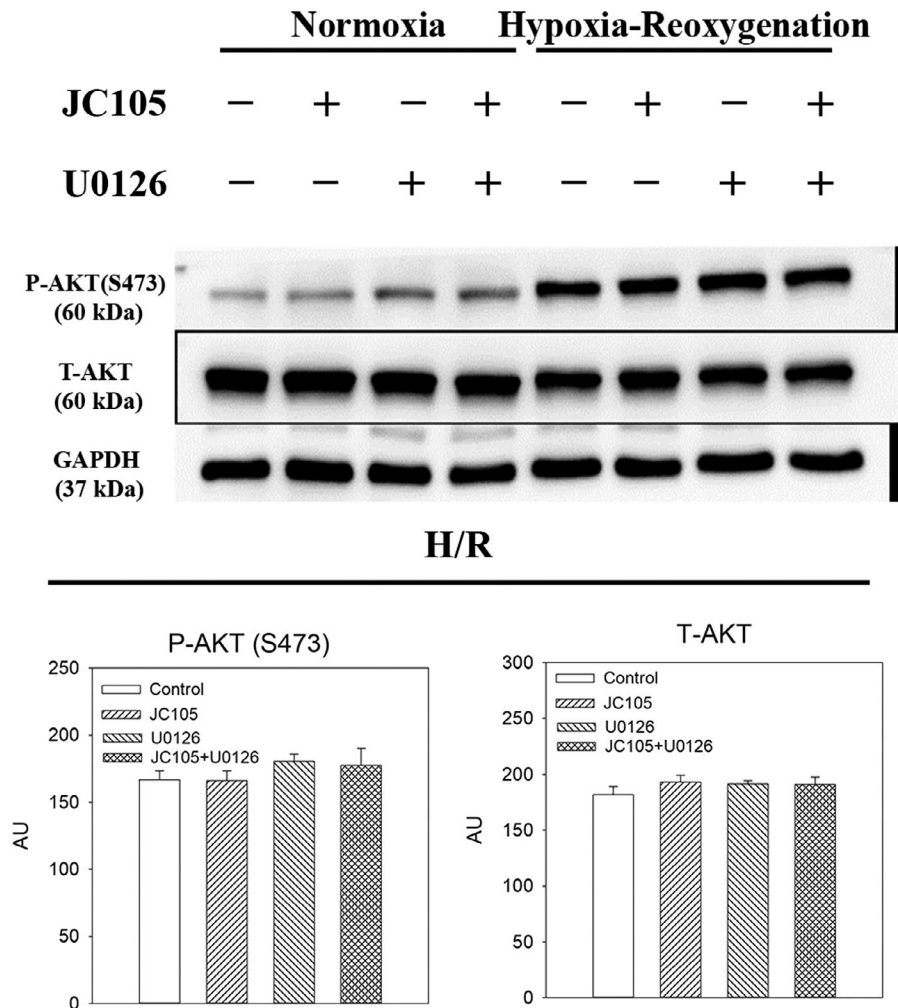 Normoxia Hypoxia-Reoxygenation
JC105 − + − + − + − +
U0126 − − + + − − + +
P-AKT(S473)
(60 kDa)
T-AKT
(60 kDa)
GAPDH
(37 kDa)
H/R
P-AKT (S473)
250
200
150
100
50
0
AU
Control
JC105
U0126
JC105+U0126
T-AKT
300
250
200
150
100
50
0
AU
Control
JC105
U0126
JC105+U0126